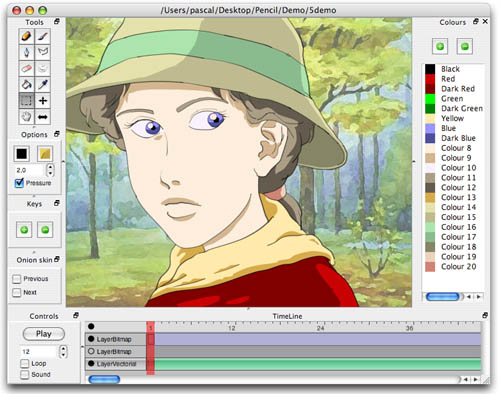 /Users/pascal/Desktop/Pencil/Demo/5demo
Tools
Options
2,0
Pressure
Keys
Onion skin
Previous
Next
Colours
Black
Red
Dark Red
Green
Dark Green
Yellow
Blue
Dark Blue
Colour 8
Colour 9
Colour 10
Colour 11
Colour 12
Colour 13
Colour 14
Colour 15
Colour 16
Colour 17
Colour 18
Colour 19
Colour 20
Controls
Play
12
Loop
Sound
TimeLine
1 12 24 36
LayerBitmap
LayerBitmap
LayerVectorial